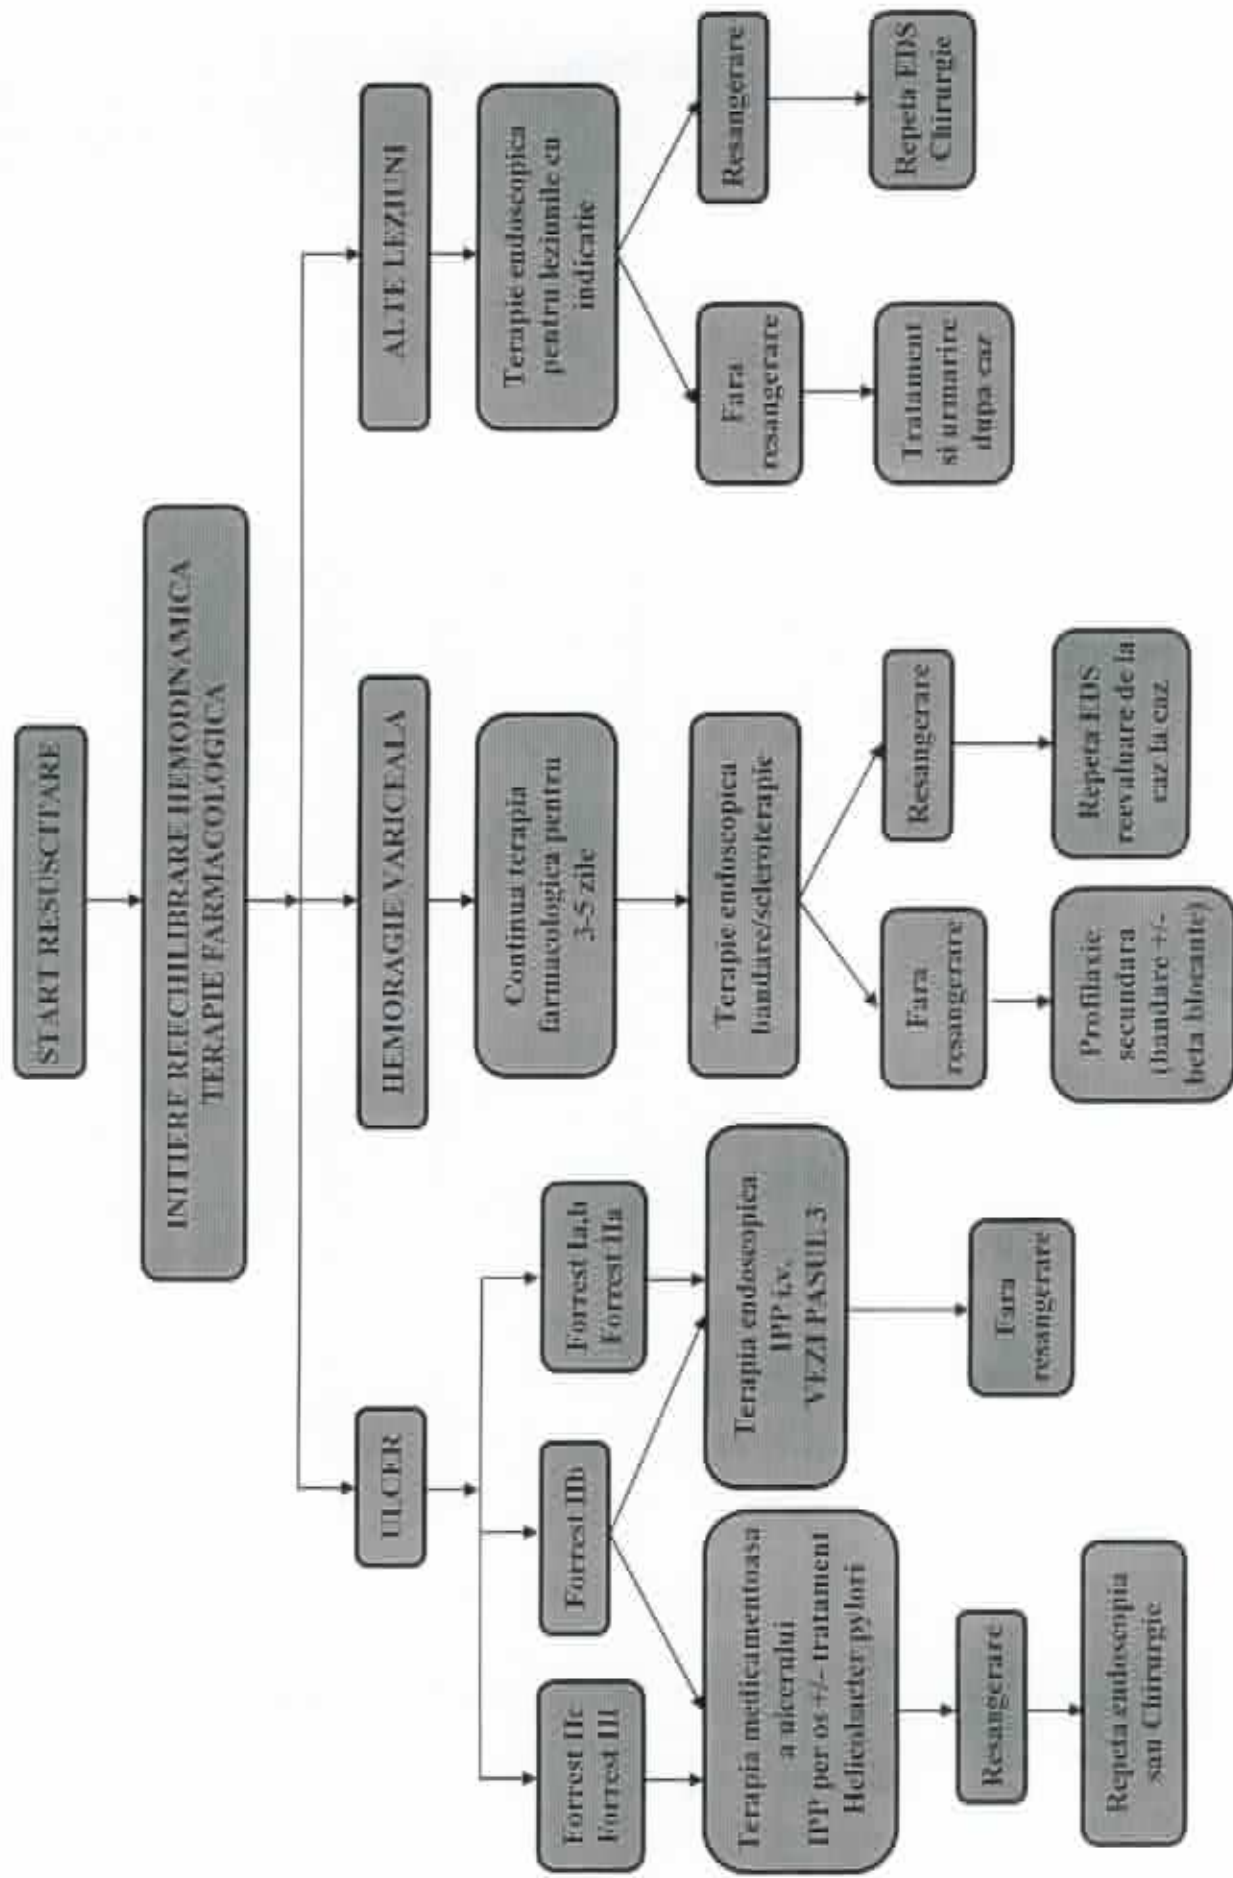 START RESUSCITARE
INITIERE REECHILIBRARE HEMODINAMICA
TERAPIE FARMACOLOGICA
ULCER
HEMORAGIE VARICEALA
ALTE LEZIUNI
Forrest IIc
Forrest III
Forrest IIb
Forrest Ia,b
Forrest IIa
Continua terapia
farmacologica pentru
3-5 zile
Terapie endoscopica
pentru leziunile cu
indicatie
Terapia medicamentoasa
a ulcerului
IPP per os +/- tratament
Helicobacter pylori
Terapia endoscopica
IPP i.v.
VEZI PASUL 3
Terapie endoscopica
bandare/scleroterapie
Fara
resangerare
Resangerare
Resangerare
Fara
resangerare
Fara
resangerare
Resangerare
Tratament
si urmarire
dupa caz
Repeta EDS
Chirurgie
Repeta endoscopia
sau Chirurgie
Profilaxie
secundara
(bandare +/-
beta blocante)
Repeta EDS
reevaluare de la
caz la caz